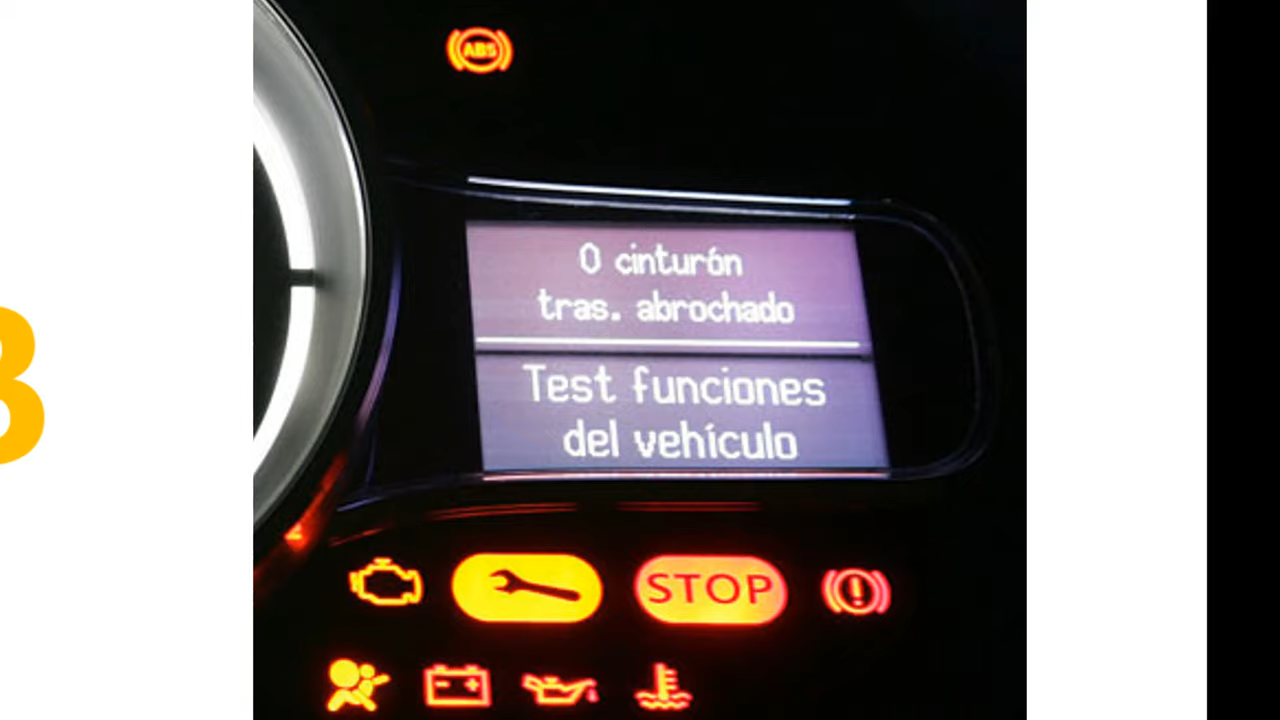 ABS
0 cinturón
tras. abrochado
Test funciones
del vehículo
STOP